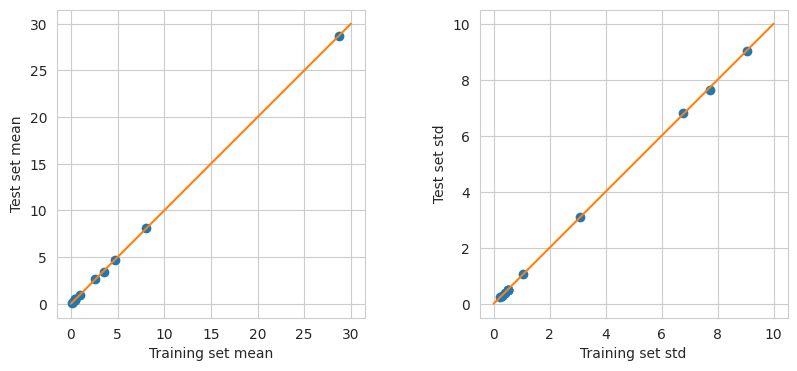 30
25
20
15
10
5
0
Test set mean
0 5 10 15 20 25 30
Training set mean
10
8
6
4
2
0
Test set std
0 2 4 6 8 10
Training set std